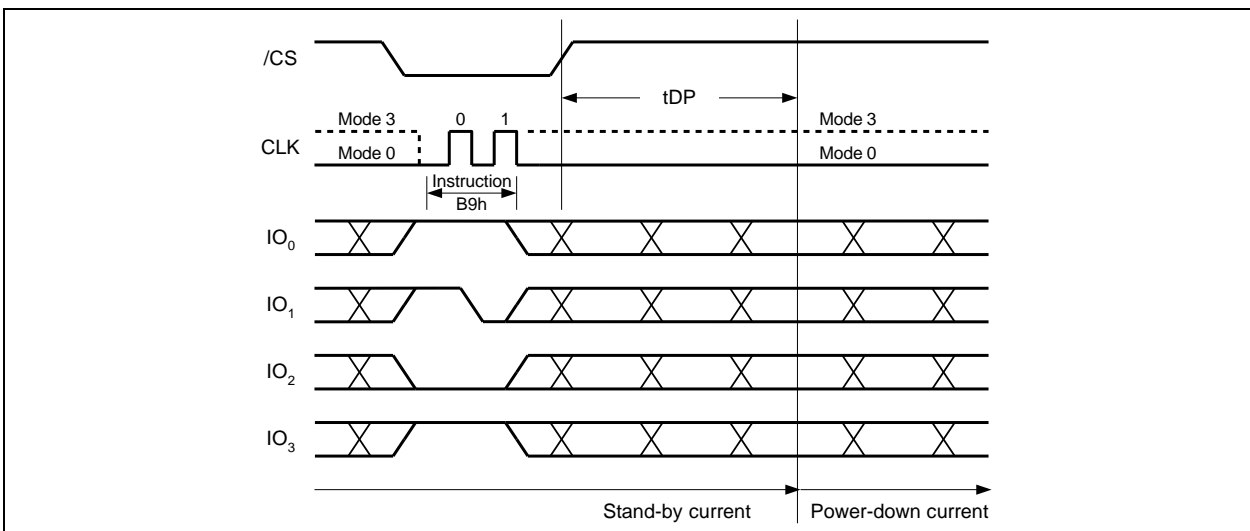 /CS
tDP
Mode 3 0 1 Mode 3
CLK
Mode 0 Mode 0
Instruction
B9h
IO0
IO1
IO2
IO3
Stand-by current Power-down current